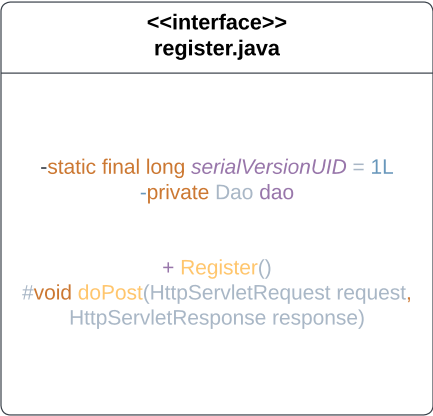 <<interface>>
register.java
-static final long serialVersionUID = 1L
-private Dao dao
+ Register()
#void doPost(HttpServletRequest request,
HttpServletResponse response)